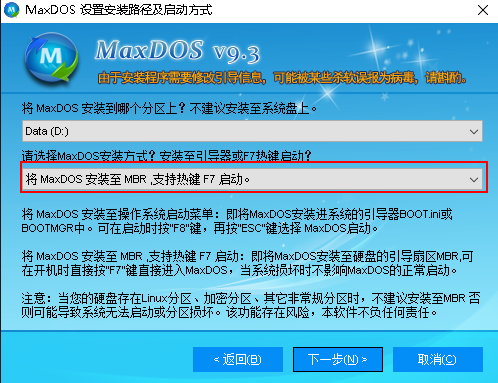 MaxDOS 设置安装路径及启动方式
MaxDOS v9.3
由于安装程序需要修改引导信息，可能被某些杀软误报为病毒，请谅的。
将 MaxDOS 安装到哪个分区上？不建议安装至系统盘上。
Data (D:)
请选择MaxDOS安装方式？安装至引导器或F7热键启动？
将 MaxDOS 安装至 MBR ,支持热键 F7 启动。
将 MaxDOS 安装至操作系统启动菜单：即将MaxDOS安装进系统的引导器BOOT.ini或
BOOTMGR中。可在启动时按"F8"键，再按"ESC"键选择 MaxDOS启动。
将 MaxDOS 安装至 MBR ,支持热键 F7 启动：即将MaxDOS安装至硬盘的引导扇区MBR,可
在开机时直接按"F7"键直接进入MaxDOS，当系统损坏时不影响MaxDOS的正常启动。
注意：当您的硬盘存在Linux分区、加密分区、其它非常规分区时，不建议安装至MBR 否
则可能导致系统无法启动或分区损坏。该功能存在风险，本软件不负任何责任。
< 返回(B)
下一步(N) >
取消(C)